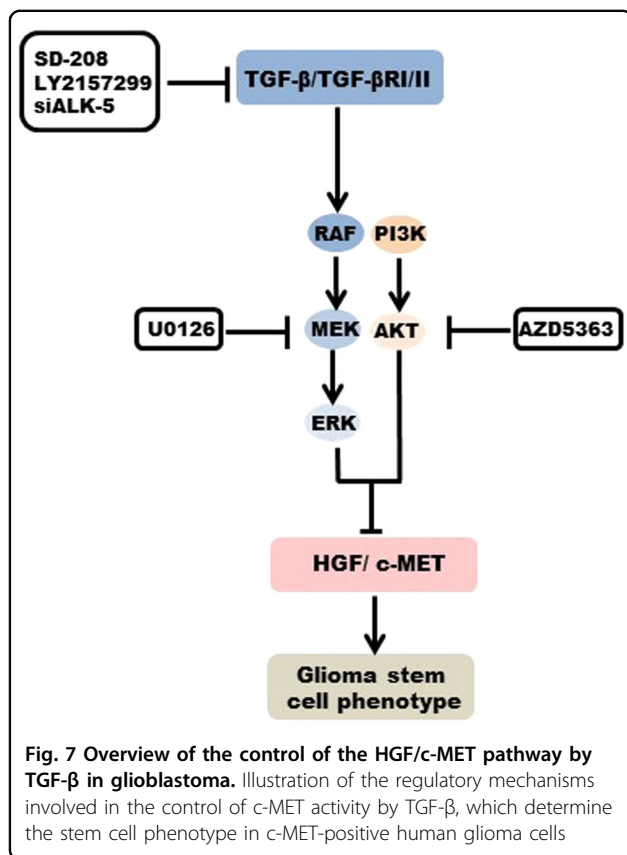 SD-208
LY2157299
siALK-5
TGF-β/TGF-βRI/II
RAF
PI3K
U0126
MEK
AKT
AZD5363
ERK
HGF/ c-MET
Glioma stem
cell phenotype
Fig. 7 Overview of the control of the HGF/c-MET pathway by
TGF-β in glioblastoma. Illustration of the regulatory mechanisms
involved in the control of c-MET activity by TGF-β, which determine
the stem cell phenotype in c-MET-positive human glioma cells